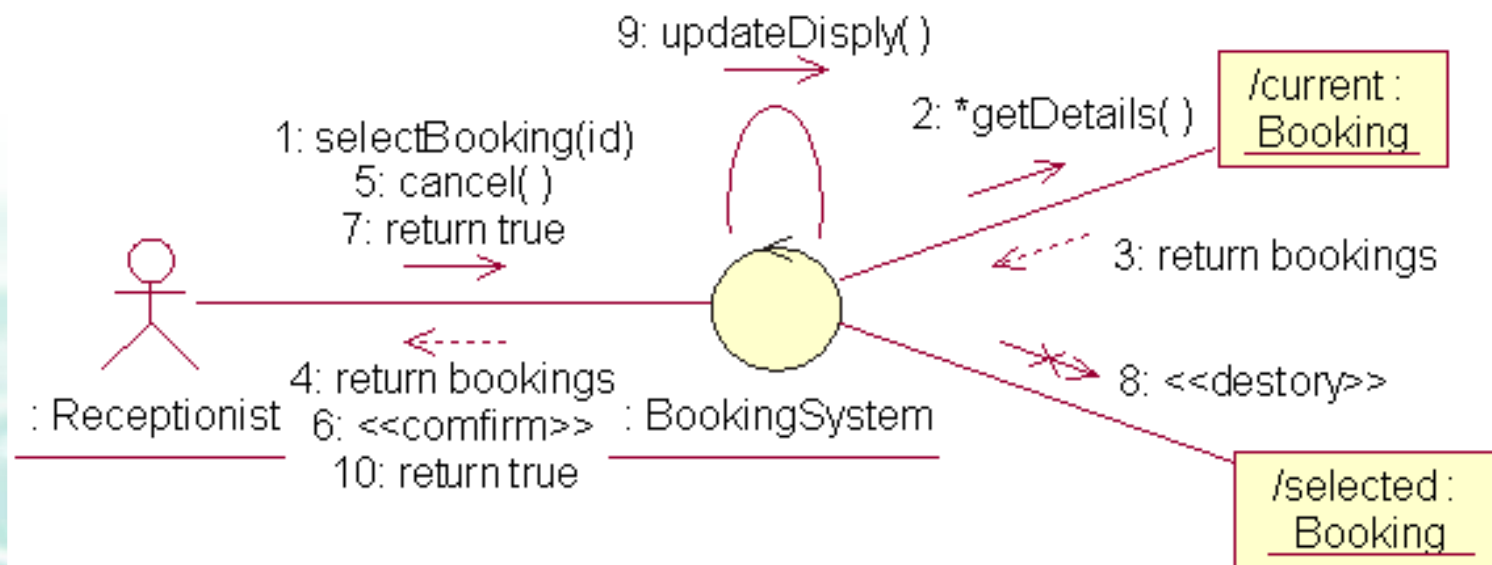 9: updateDisply( )
/current :
Booking
2: *getDetails( )
1: selectBooking(id)
5: cancel( )
7: return true
3: return bookings
4: return bookings
6: <<comfirm>>
10: return true
8: <<destory>>
: Receptionist
: BookingSystem
/selected :
Booking